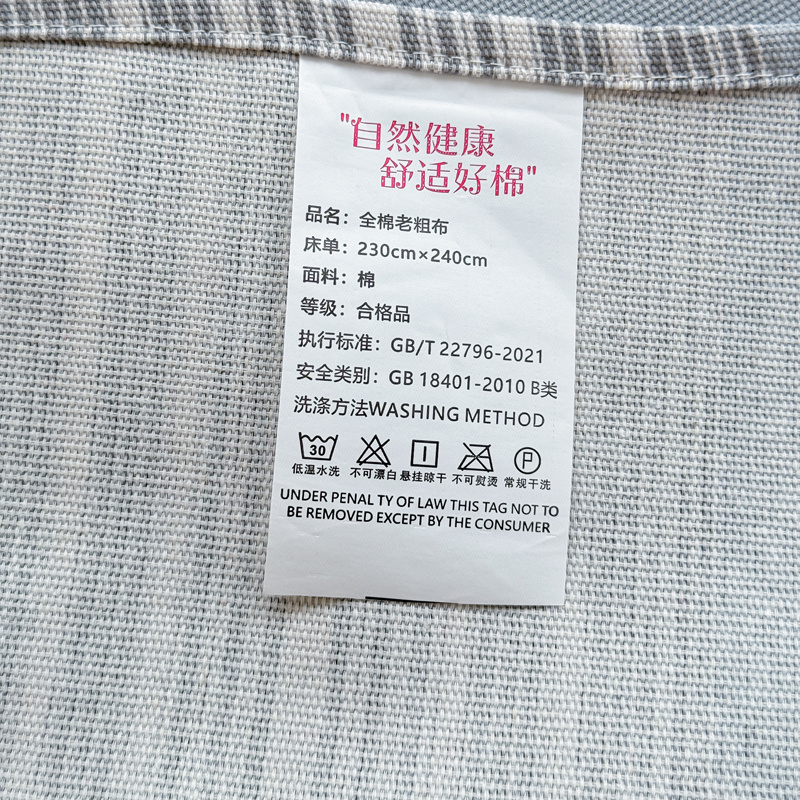 "自然健康
舒适好棉"
品名：全棉老粗布
床单：230cm×240cm
面料：棉
等级：合格品
执行标准：GB/T 22796-2021
安全类别：GB 18401-2010 B类
洗涤方法WASHING METHOD
30 P
低温水洗 不可漂白 悬挂晾干 不可熨烫 常规干洗
UNDER PENAL TY OF LAW THIS TAG NOT TO
BE REMOVED EXCEPT BY THE CONSUMER